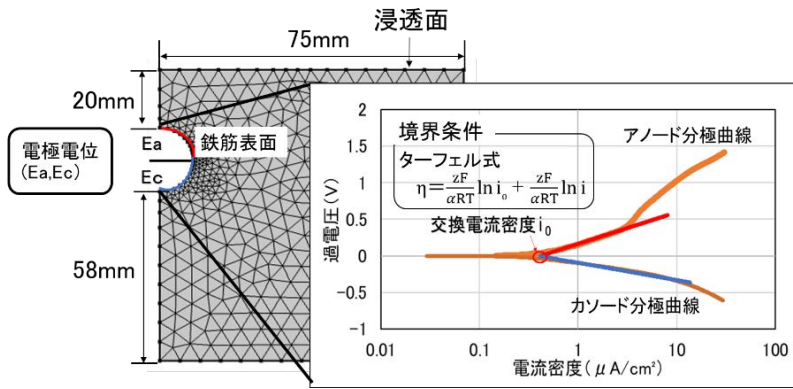 75mm
浸透面
20mm
電極電位
(Ea,Ec)
Ea
鉄筋表面
Ec
58mm
境界条件
ターフェル式
η=zF/αRT ln iₒ + zF/αRT ln i
交換電流密度i₀
アノード分極曲線
カソード分極曲線
過電圧(V)
2
1.5
1
0.5
0
-0.5
-1
0.01
0.1
1
10
100
電流密度(μA/cm²)